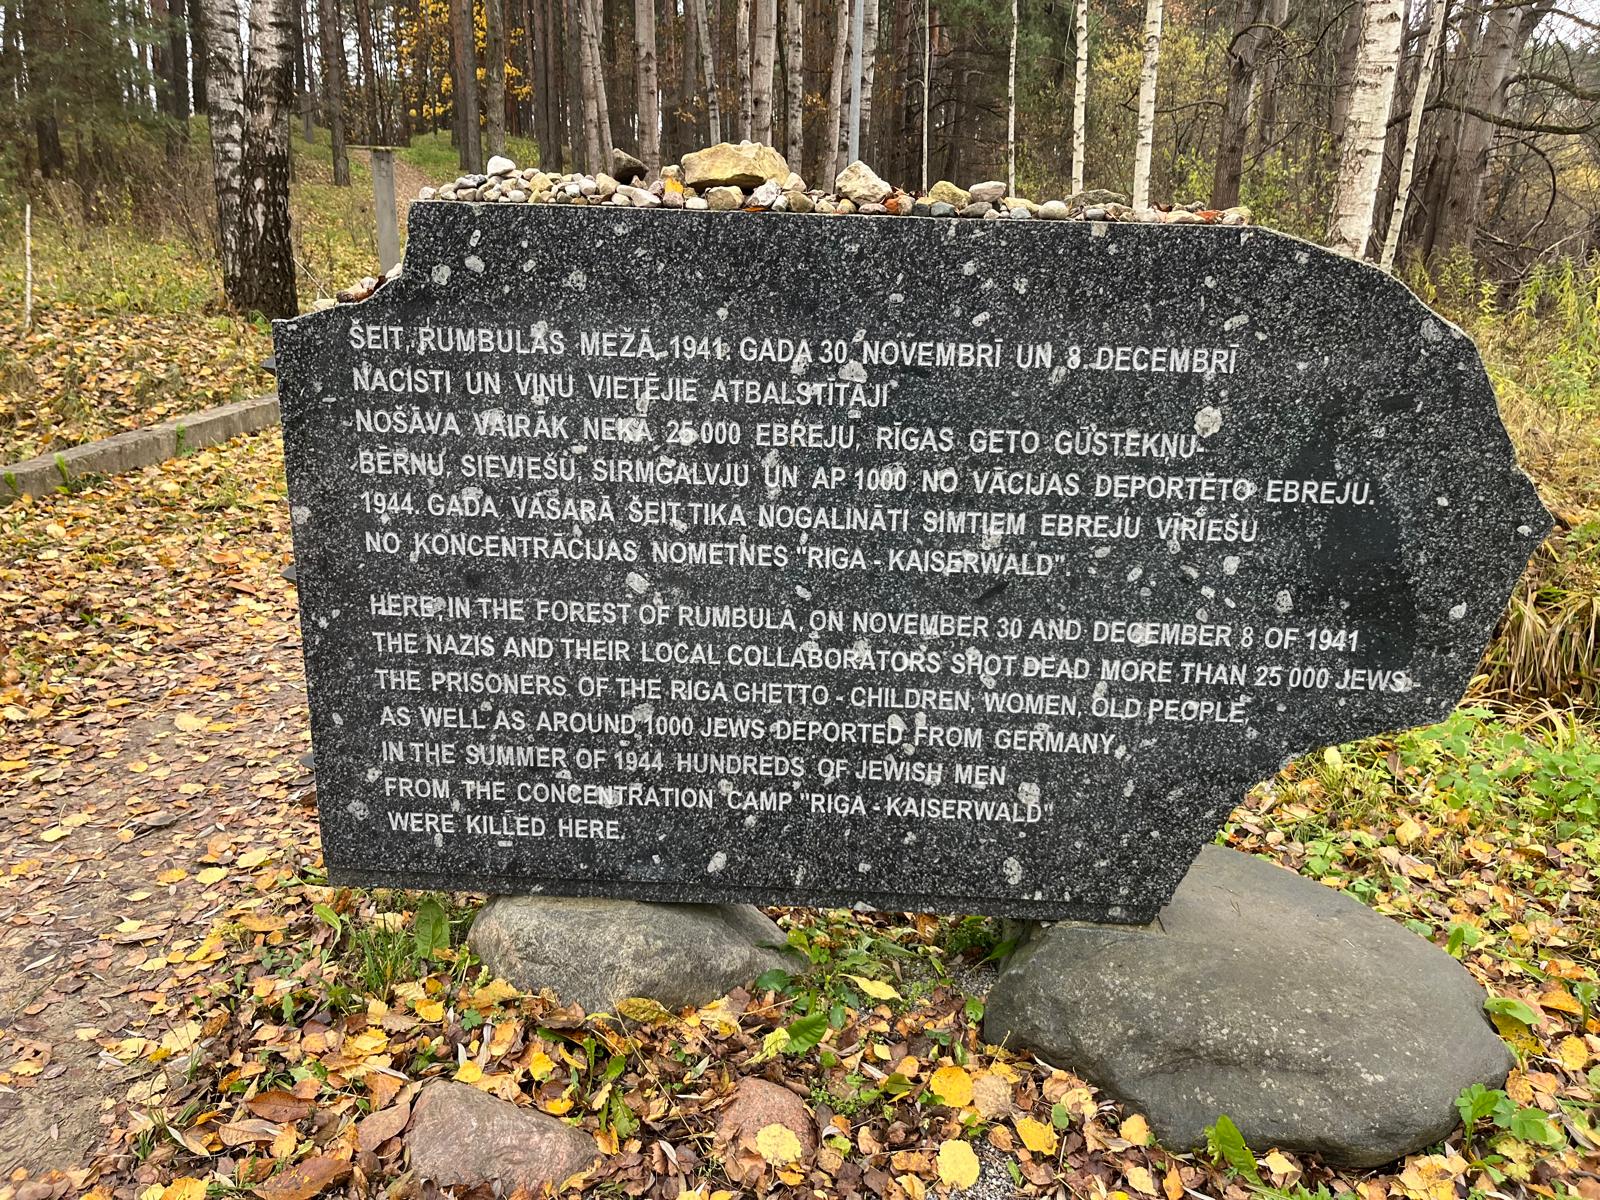 ŠEIT, RUMBULAS MEŽĀ, 1941. GADA 30. NOVEMBRĪ UN 8. DECEMBRĪ
NACISTI UN VIŅU VIETĒJIE ATBALSTĪTĀJI
NOŠĀVA VAIRĀK NEKĀ 25 000 EBREJU, RĪGAS GETO GŪSTEKŅU-
BĒRNU, SIEVIEŠU, SIRMGALVJU UN AP 1000 NO VĀCIJAS DEPORTĒTO EBREJU.
1944. GADA VASARĀ ŠEIT TIKA NOGALINĀTI SIMTIEM EBREJU VĪRIEŠU
NO KONCENTRĀCIJAS NOMETNES "RIGA - KAISERWALD".
HERE, IN THE FOREST OF RUMBULA, ON NOVEMBER 30 AND DECEMBER 8 OF 1941
THE NAZIS AND THEIR LOCAL COLLABORATORS SHOT DEAD MORE THAN 25 000 JEWS -
THE PRISONERS OF THE RIGA GHETTO - CHILDREN, WOMEN, OLD PEOPLE,
AS WELL AS AROUND 1000 JEWS DEPORTED FROM GERMANY.
IN THE SUMMER OF 1944 HUNDREDS OF JEWISH MEN
FROM THE CONCENTRATION CAMP "RIGA - KAISERWALD"
WERE KILLED HERE.